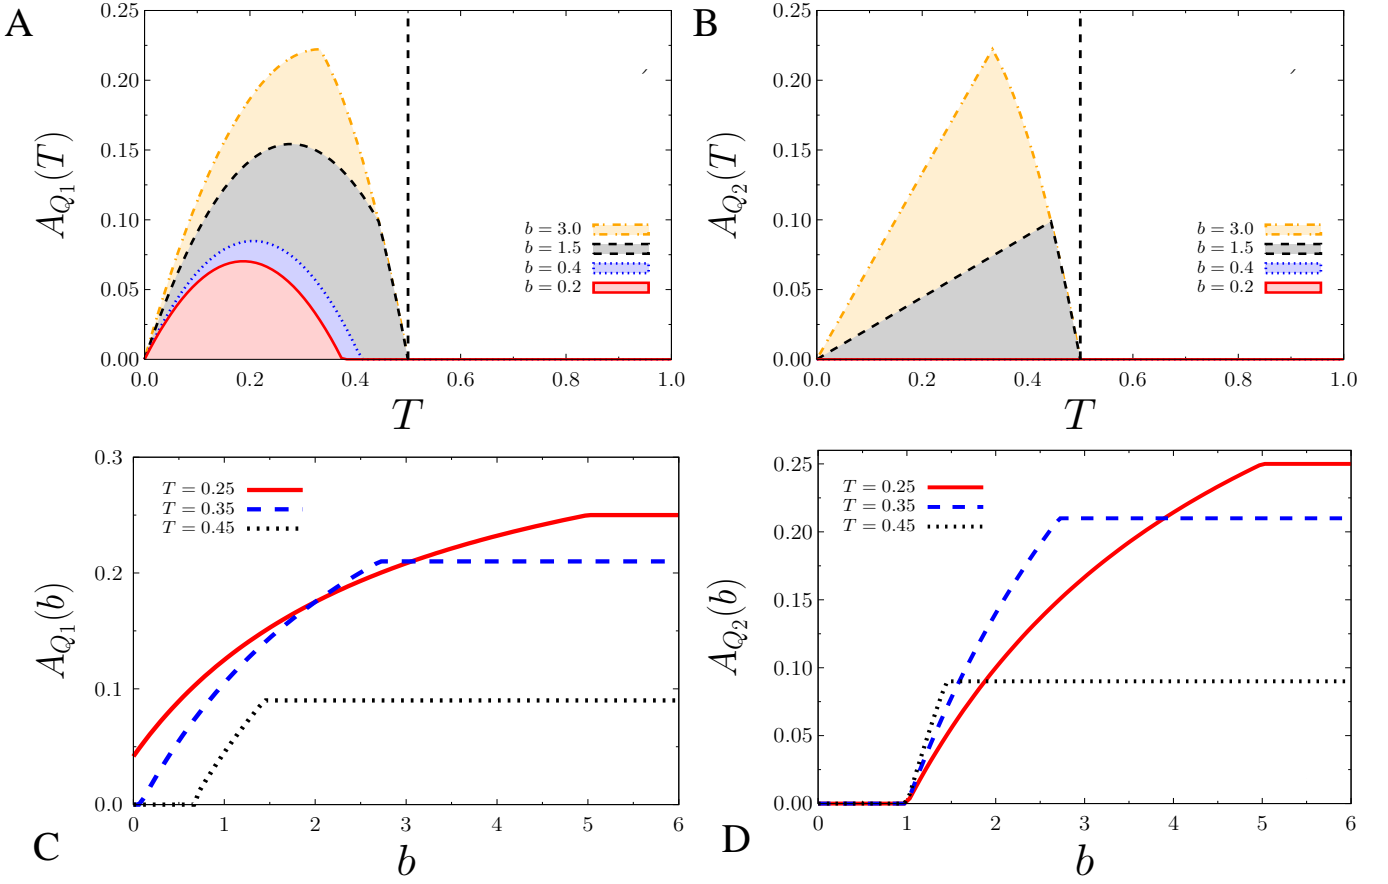 A
0.25
0.20
0.15
0.10
0.05
0.00
A_{Q_1}(T)
b = 3.0
b = 1.5
b = 0.4
b = 0.2
0.0 0.2 0.4 0.6 0.8 1.0
T
B
0.25
0.20
0.15
0.10
0.05
0.00
A_{Q_2}(T)
b = 3.0
b = 1.5
b = 0.4
b = 0.2
0.0 0.2 0.4 0.6 0.8 1.0
T
0.3
0.2
0.1
0.0
A_{Q_1}(b)
T = 0.25
T = 0.35
T = 0.45
0 1 2 3 4 5 6
C
b
0.25
0.20
0.15
0.10
0.05
0.00
A_{Q_2}(b)
T = 0.25
T = 0.35
T = 0.45
0 1 2 3 4 5 6
D
b